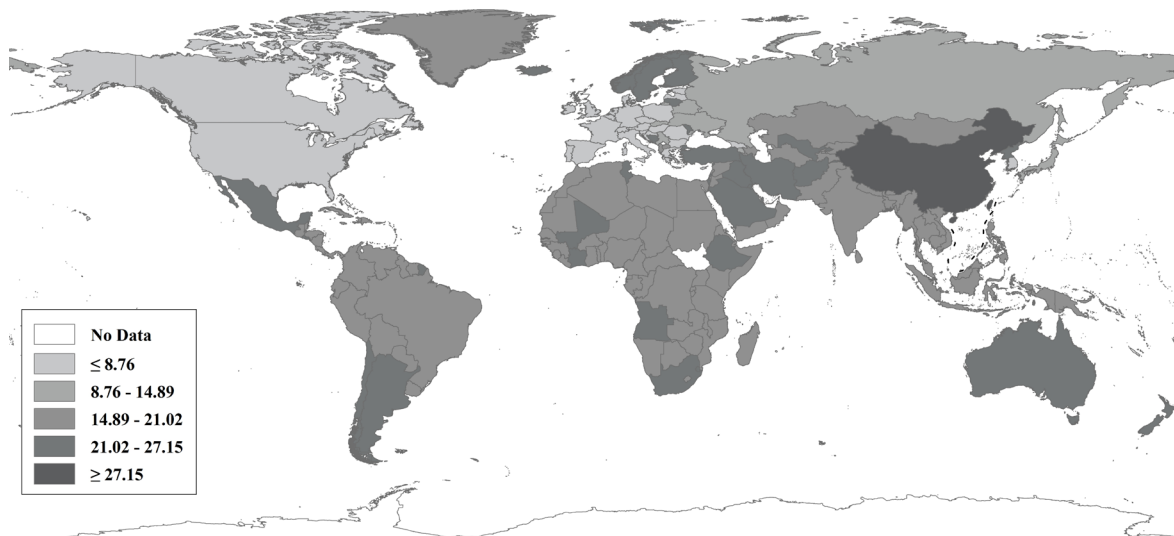 No Data
≤ 8.76
8.76 - 14.89
14.89 - 21.02
21.02 - 27.15
≥ 27.15